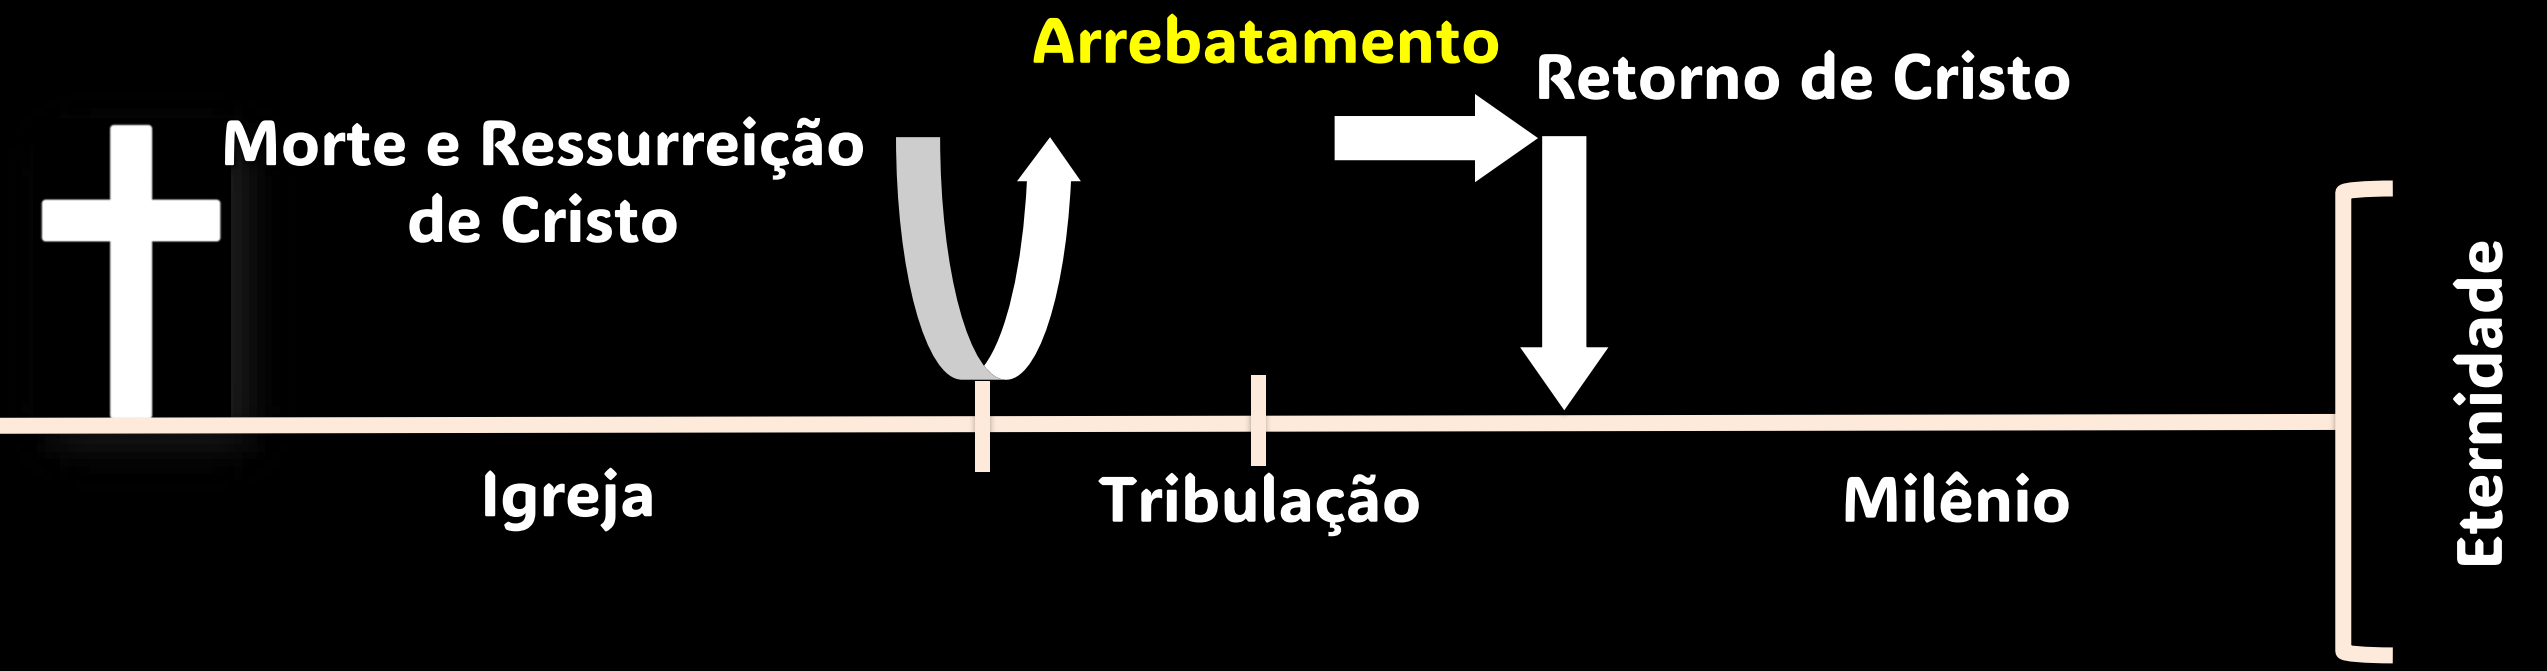 Arrebatamento
Retorno de Cristo
Morte e Ressurreição
de Cristo
Igreja
Tribulação
Milênio
Eternidade